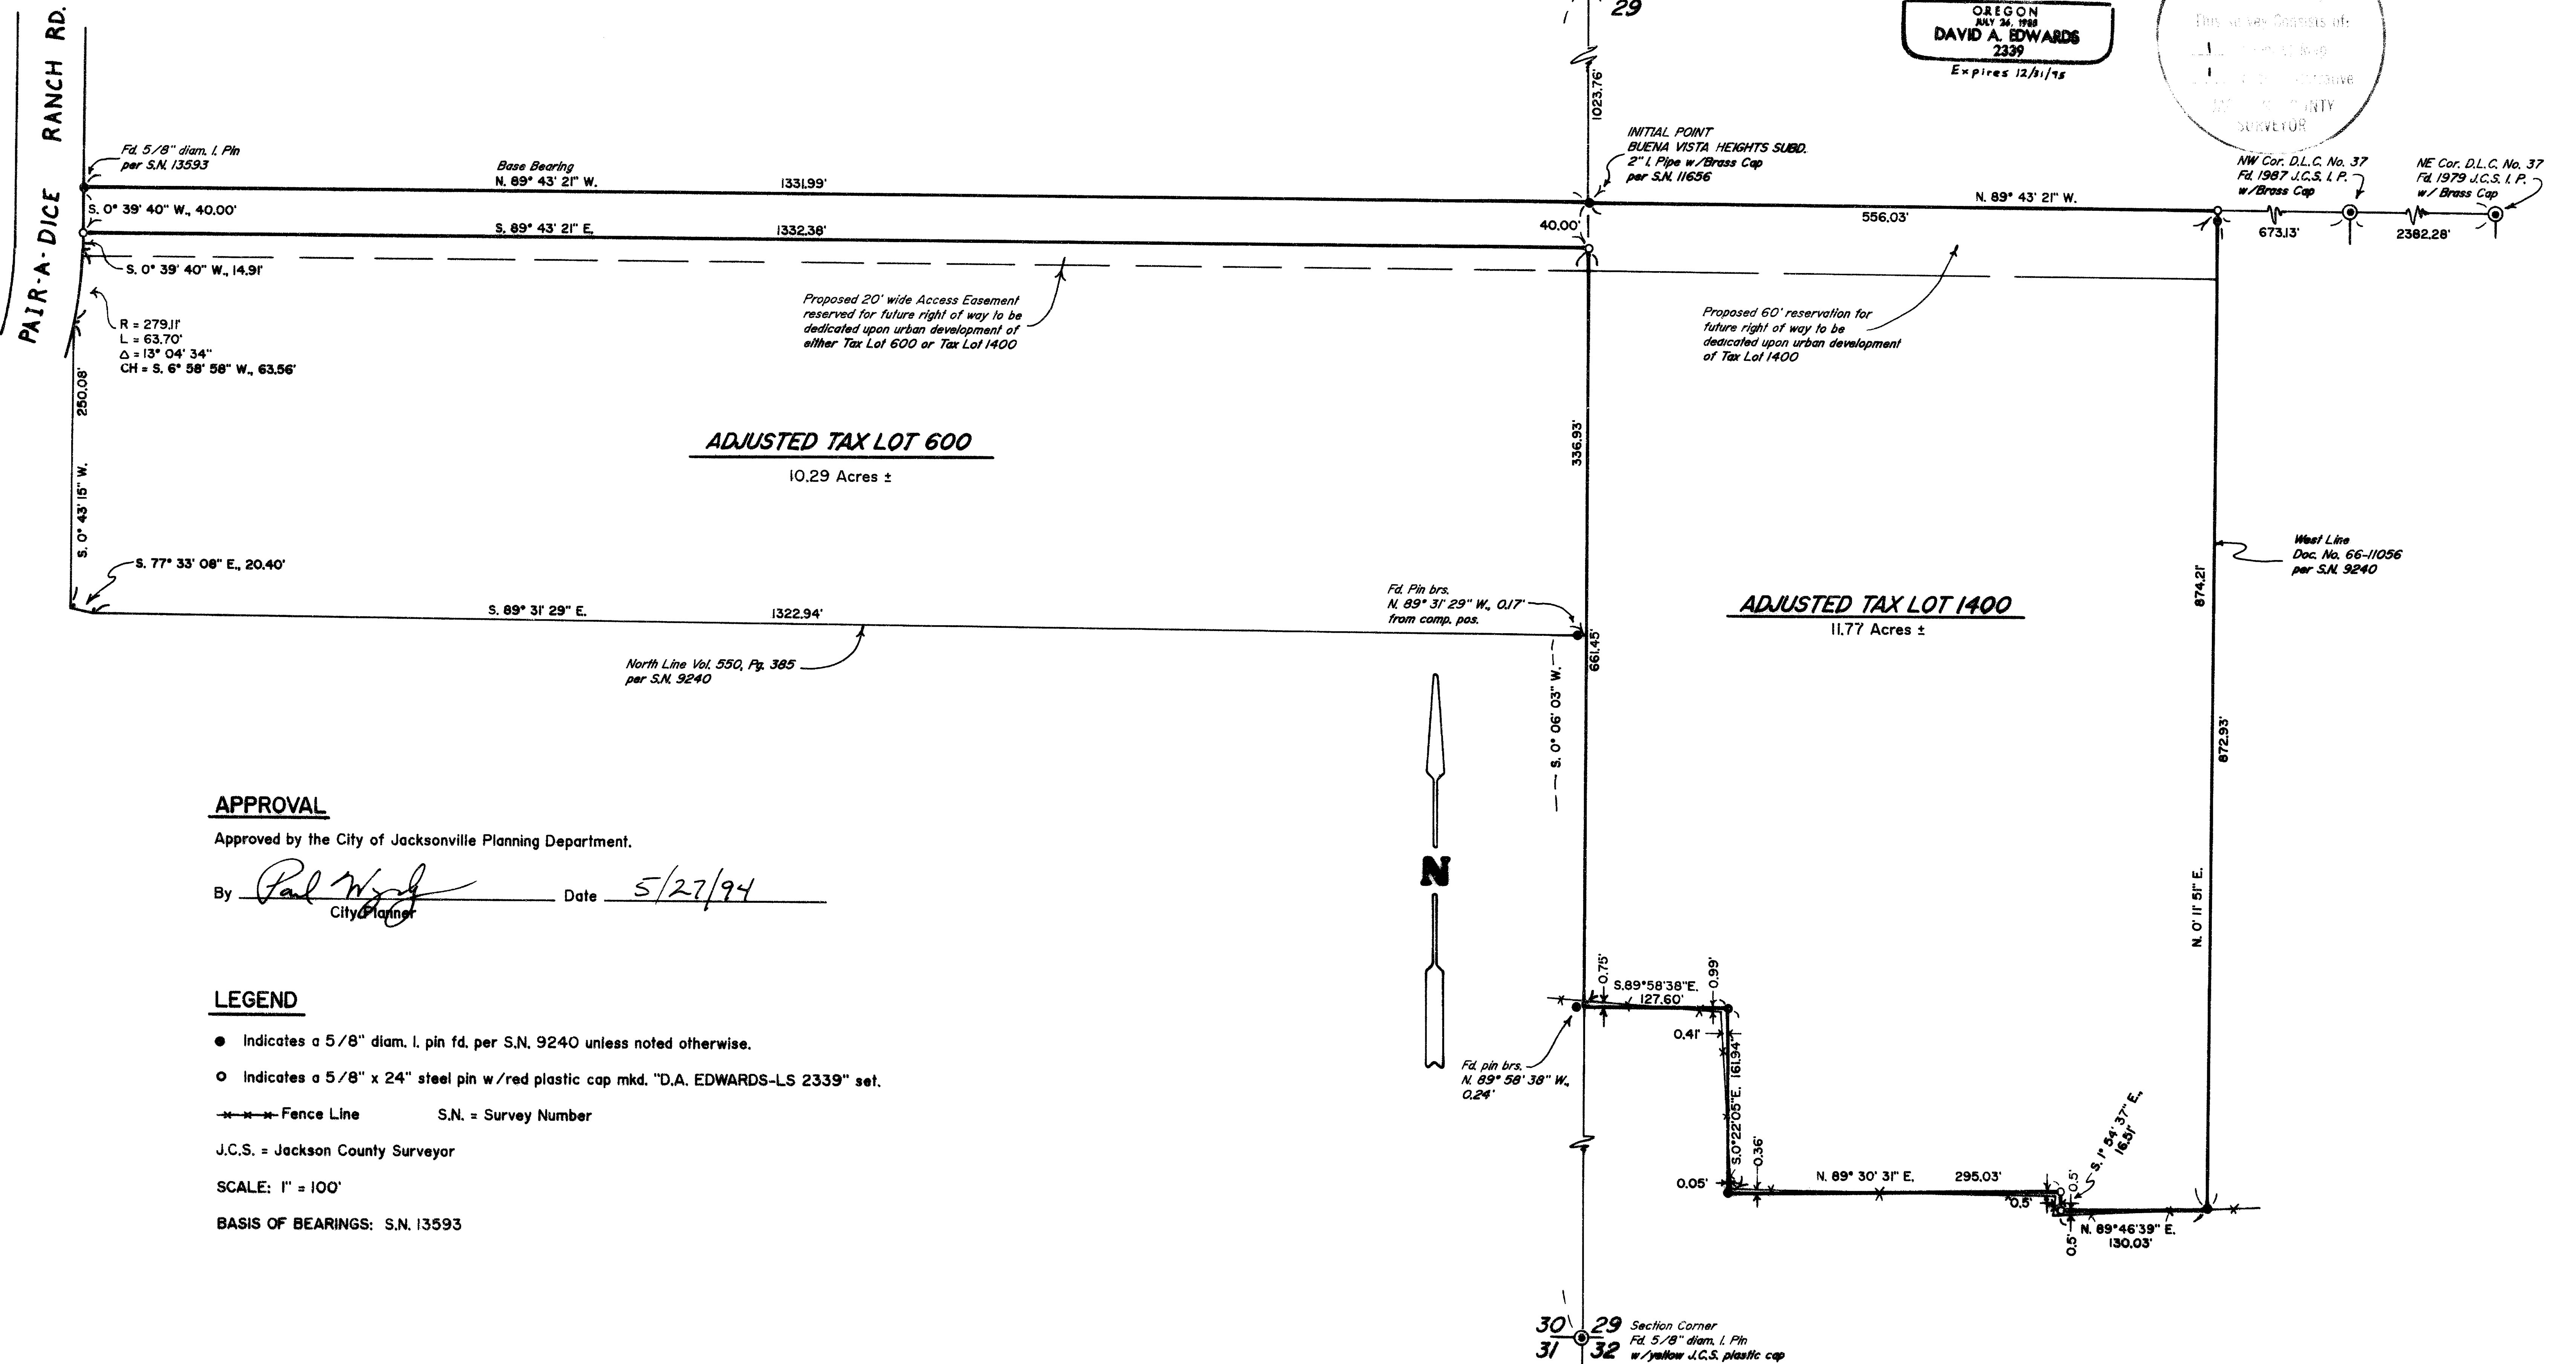 29
OREGON
JULY 26, 1988
DAVID A. EDWARDS
2339
Expires 12/31/95
This Survey Consists of:
SURVEYOR
PAIR-A-DICE RANCH RD.
1023.76'
Fd. 5/8" diam. I. Pin
per S.N. 13593
Base Bearing
N. 89° 43' 21" W.
1331.99'
INITIAL POINT
BUENA VISTA HEIGHTS SUBD.
2" I. Pipe w/Brass Cap
per S.N. 11656
NW Cor. D.L.C. No. 37
Fd. 1987 J.C.S. I. P.
w/Brass Cap
NE Cor. D.L.C. No. 37
Fd. 1979 J.C.S. I. P.
w/ Brass Cap
N. 89° 43' 21" W.
556.03'
673.13'
2382.28'
S. 0° 39' 40" W., 40.00'
S. 89° 43' 21" E.
1332.38'
40.00'
S. 0° 39' 40" W., 14.91'
R = 279.11'
L = 63.70'
Δ = 13° 04' 34"
CH = S. 6° 58' 58" W., 63.56'
Proposed 20' wide Access Easement
reserved for future right of way to be
dedicated upon urban development of
either Tax Lot 600 or Tax Lot 1400
Proposed 60' reservation for
future right of way to be
dedicated upon urban development
of Tax Lot 1400
250.08'
S. 0° 43' 15" W.
ADJUSTED TAX LOT 600
10.29 Acres ±
336.93'
S. 77° 33' 08" E., 20.40'
S. 89° 31' 29" E.
1322.94'
Fd. Pin brs.
N. 89° 31' 29" W., 0.17'
from comp. pos.
661.45'
S. 0° 06' 03" W.
ADJUSTED TAX LOT 1400
11.77 Acres ±
West Line
Doc. No. 66-11056
per S.N. 9240
874.21'
872.93'
N. 0° 11' 51" E.
North Line Vol. 550, Pg. 385
per S.N. 9240
N
APPROVAL
Approved by the City of Jacksonville Planning Department.
By
Date 5/27/94
City Planner
LEGEND
Indicates a 5/8" diam. I. pin fd. per S.N. 9240 unless noted otherwise.
Indicates a 5/8" x 24" steel pin w/red plastic cap mkd. "D.A. EDWARDS-LS 2339" set.
Fence Line S.N. = Survey Number
J.C.S. = Jackson County Surveyor
SCALE: 1" = 100'
BASIS OF BEARINGS: S.N. 13593
0.75'
S.89°58'38"E.
127.60'
0.99'
0.41'
Fd. pin brs.
N. 89° 58' 38" W.,
0.24'
S.0°22'05"E. 161.94'
0.36'
0.05'
N. 89° 30' 31" E.
295.03'
0.5'
0.5'
S. 1° 54' 37" E.,
16.51'
0.5'
N. 89°46'39" E.
130.03'
30 29
31 32
Section Corner
Fd. 5/8" diam. I. Pin
w/yellow J.C.S. plastic cap